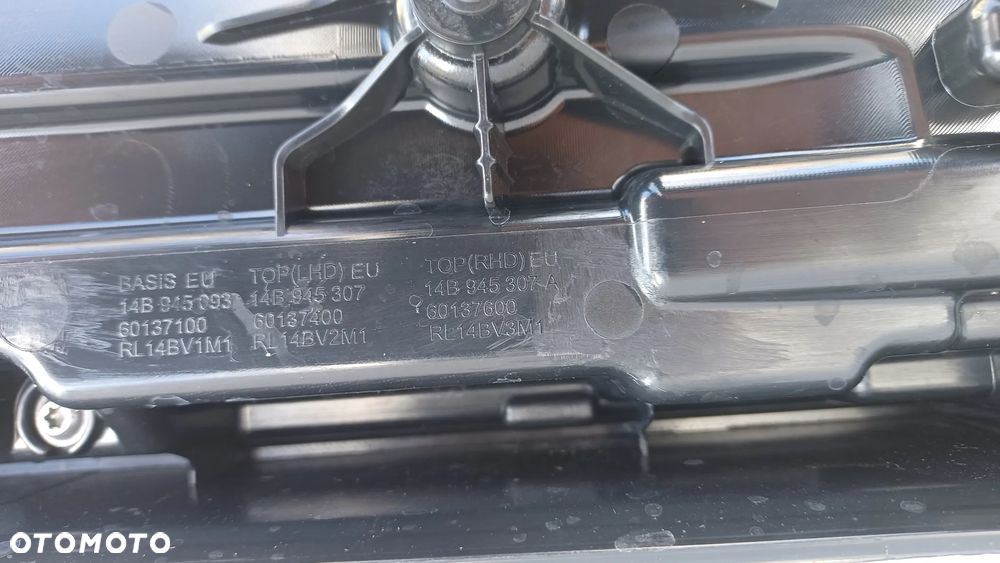 BASIS EU
14B 945 093
60137100
RL14BV1M1
TOP(LHD) EU
14B 945 307
60137400
RL14BV2M1
TOP(RHD) EU
14B 945 307-A
60137600
RL14BV3M1
OTOMOTO